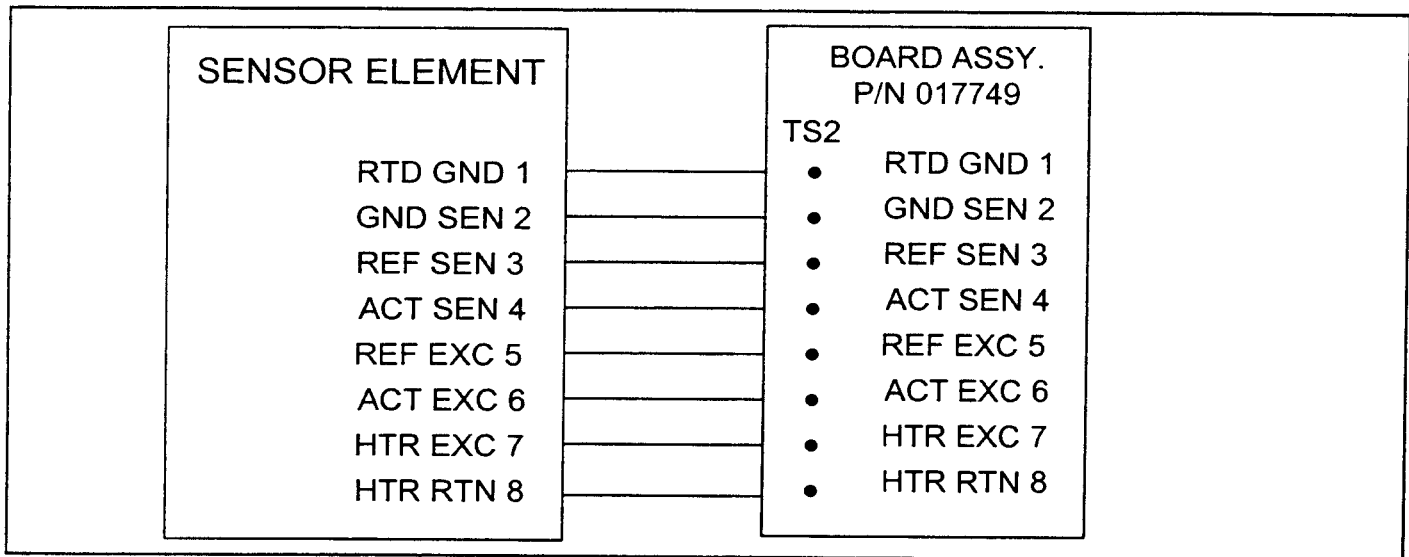 SENSOR ELEMENT
RTD GND 1
GND SEN 2
REF SEN 3
ACT SEN 4
REF EXC 5
ACT EXC 6
HTR EXC 7
HTR RTN 8
BOARD ASSY.
P/N 017749
TS2
RTD GND 1
GND SEN 2
REF SEN 3
ACT SEN 4
REF EXC 5
ACT EXC 6
HTR EXC 7
HTR RTN 8